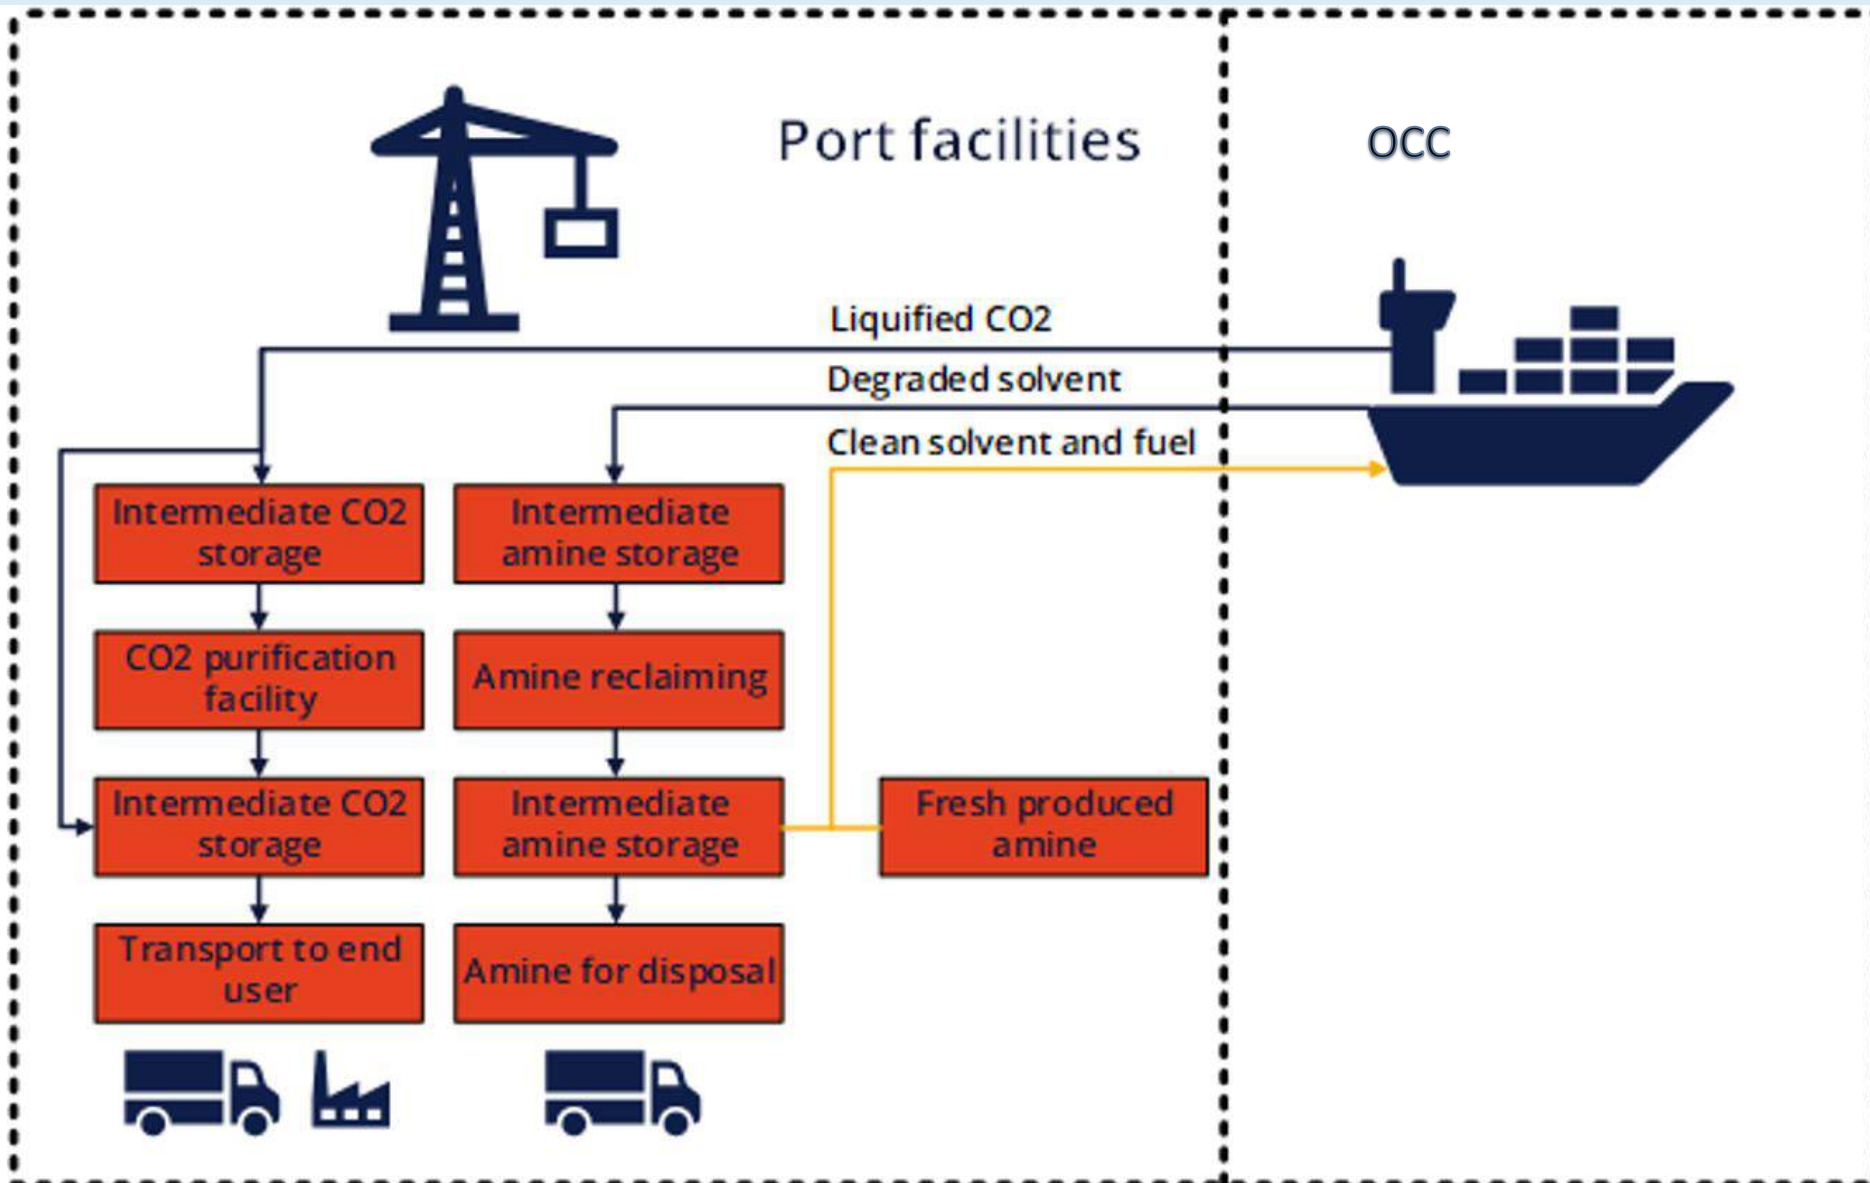 Port facilities
OCC
Liquified CO2
Degraded solvent
Clean solvent and fuel
Intermediate CO2
storage
Intermediate
amine storage
CO2 purification
facility
Amine reclaiming
Intermediate CO2
storage
Intermediate
amine storage
Fresh produced
amine
Transport to end
user
Amine for disposal